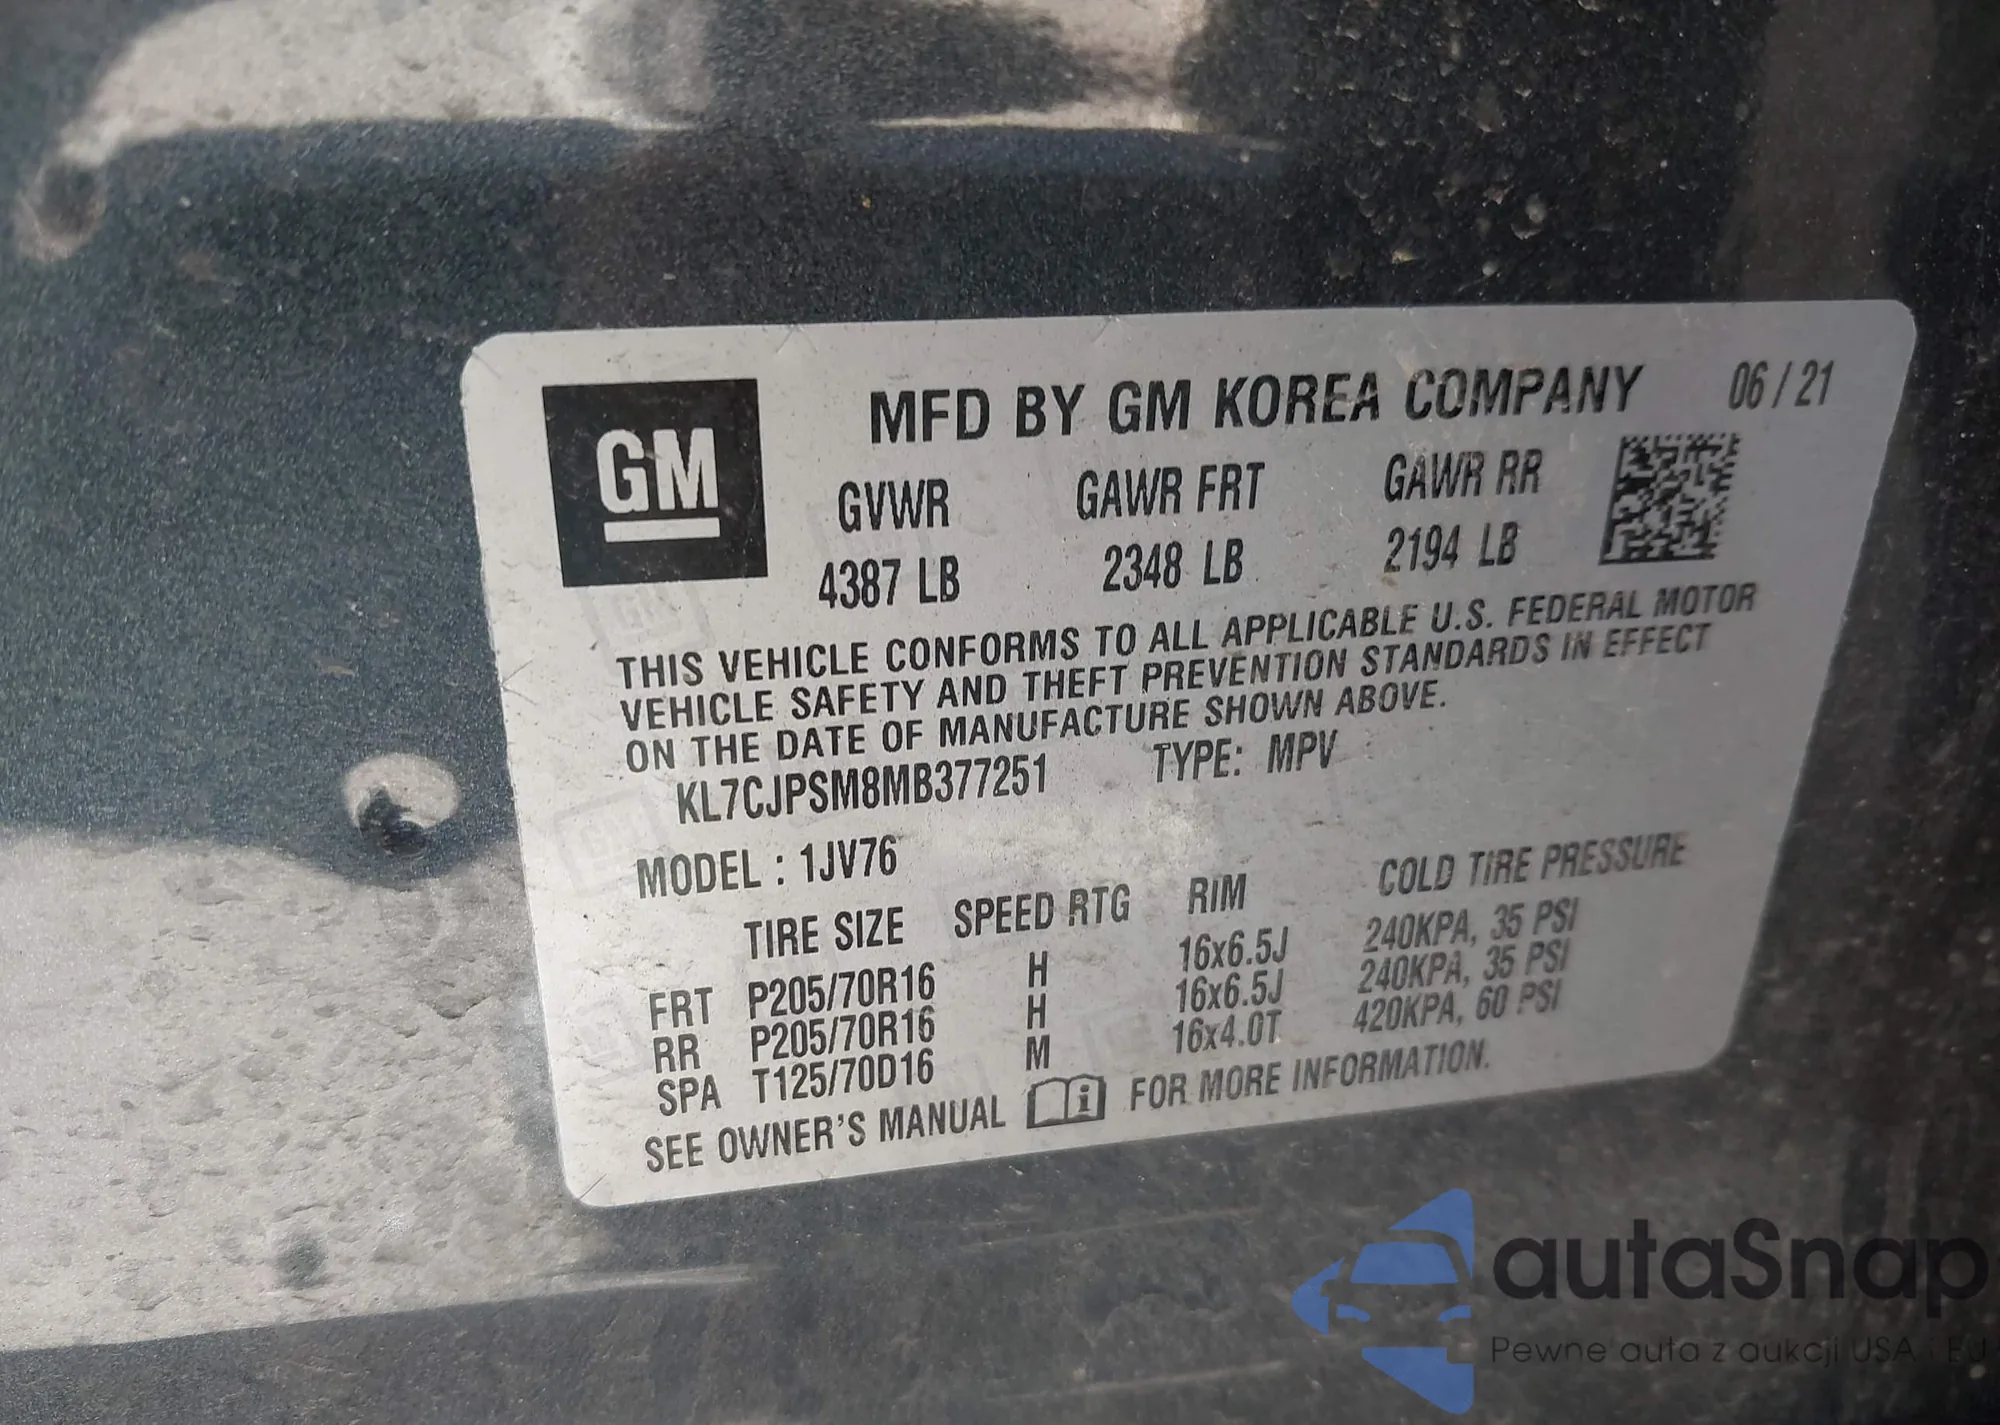 GM
MFD BY GM KOREA COMPANY 06 / 21
GVWR GAWR FRT GAWR RR
4387 LB 2348 LB 2194 LB
THIS VEHICLE CONFORMS TO ALL APPLICABLE U.S. FEDERAL MOTOR
VEHICLE SAFETY AND THEFT PREVENTION STANDARDS IN EFFECT
ON THE DATE OF MANUFACTURE SHOWN ABOVE.
KL7CJPSM8MB377251 TYPE: MPV
MODEL : 1JV76
TIRE SIZE SPEED RTG RIM COLD TIRE PRESSURE
FRT P205/70R16 H 16x6.5J 240KPA, 35 PSI
RR P205/70R16 H 16x6.5J 240KPA, 35 PSI
SPA T125/70D16 M 16x4.0T 420KPA, 60 PSI
SEE OWNER'S MANUAL FOR MORE INFORMATION.
autaSnap
Pewne auta z aukcji USA i EU